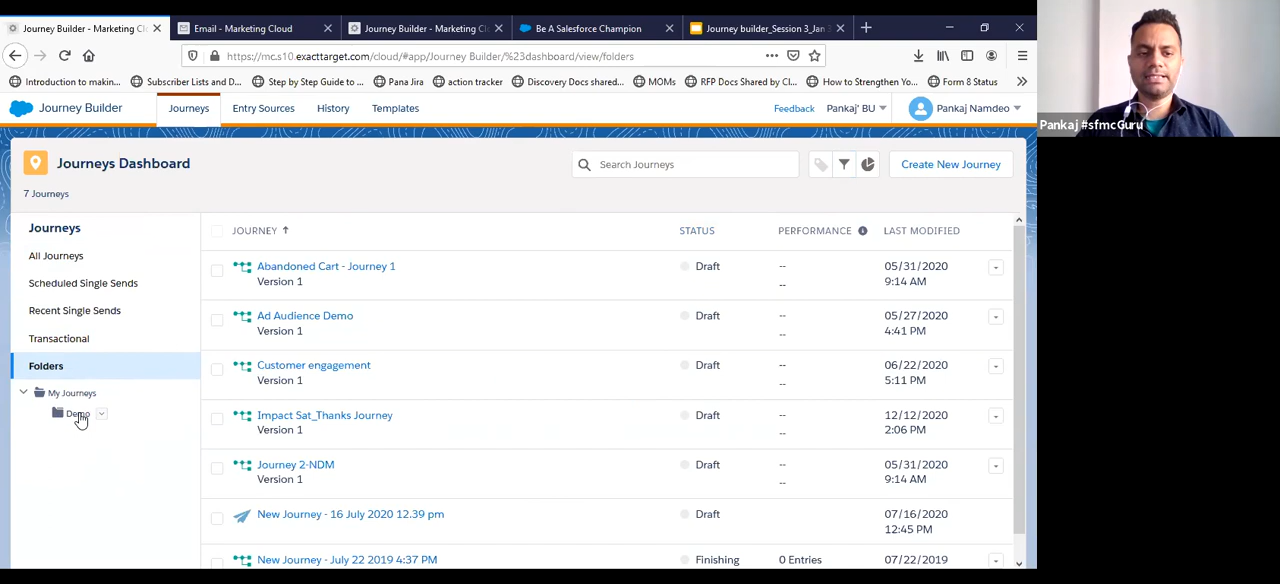 Journey Builder - Marketing Cl
Email - Marketing Cloud
Journey Builder - Marketing C
Be A Salesforce Champion
Journey builder_Session 3_Jan 3
https://mc.s10.exacttarget.com/cloud/#app/Journey Builder/%23dashboard/view/folders
Introduction to makin...
Subscriber Lists and D...
Step by Step Guide to ...
Pana Jira
Open tracker
Discovery Docs shared...
MOMs
RFP Docs Shared by Cl...
How to Strengthen Yo...
Form 8 Status
Journey Builder
Journeys
Entry Sources
History
Templates
Feedback
Pankaj' BU
Pankaj Namdeo
Pankaj #sfmcGuru
Journeys Dashboard
Search Journeys
Create New Journey
7 Journeys
Journeys
All Journeys
Scheduled Single Sends
Recent Single Sends
Transactional
Folders
My Journeys
Demo
JOURNEY STATUS PERFORMANCE LAST MODIFIED
Abandoned Cart - Journey 1 Draft -- 05/31/2020
Version 1 -- 9:14 AM
Ad Audience Demo Draft -- 05/27/2020
Version 1 -- 4:41 PM
Customer engagement Draft -- 06/22/2020
Version 1 -- 5:11 PM
Impact Sat_Thanks Journey Draft -- 12/12/2020
Version 1 -- 2:06 PM
Journey 2-NDM Draft -- 05/31/2020
Version 1 -- 9:14 AM
New Journey - 16 July 2020 12.39 pm Draft 07/16/2020
12:45 PM
New Journey - July 22 2019 4:37 PM Finishing 0 Entries 07/22/2019